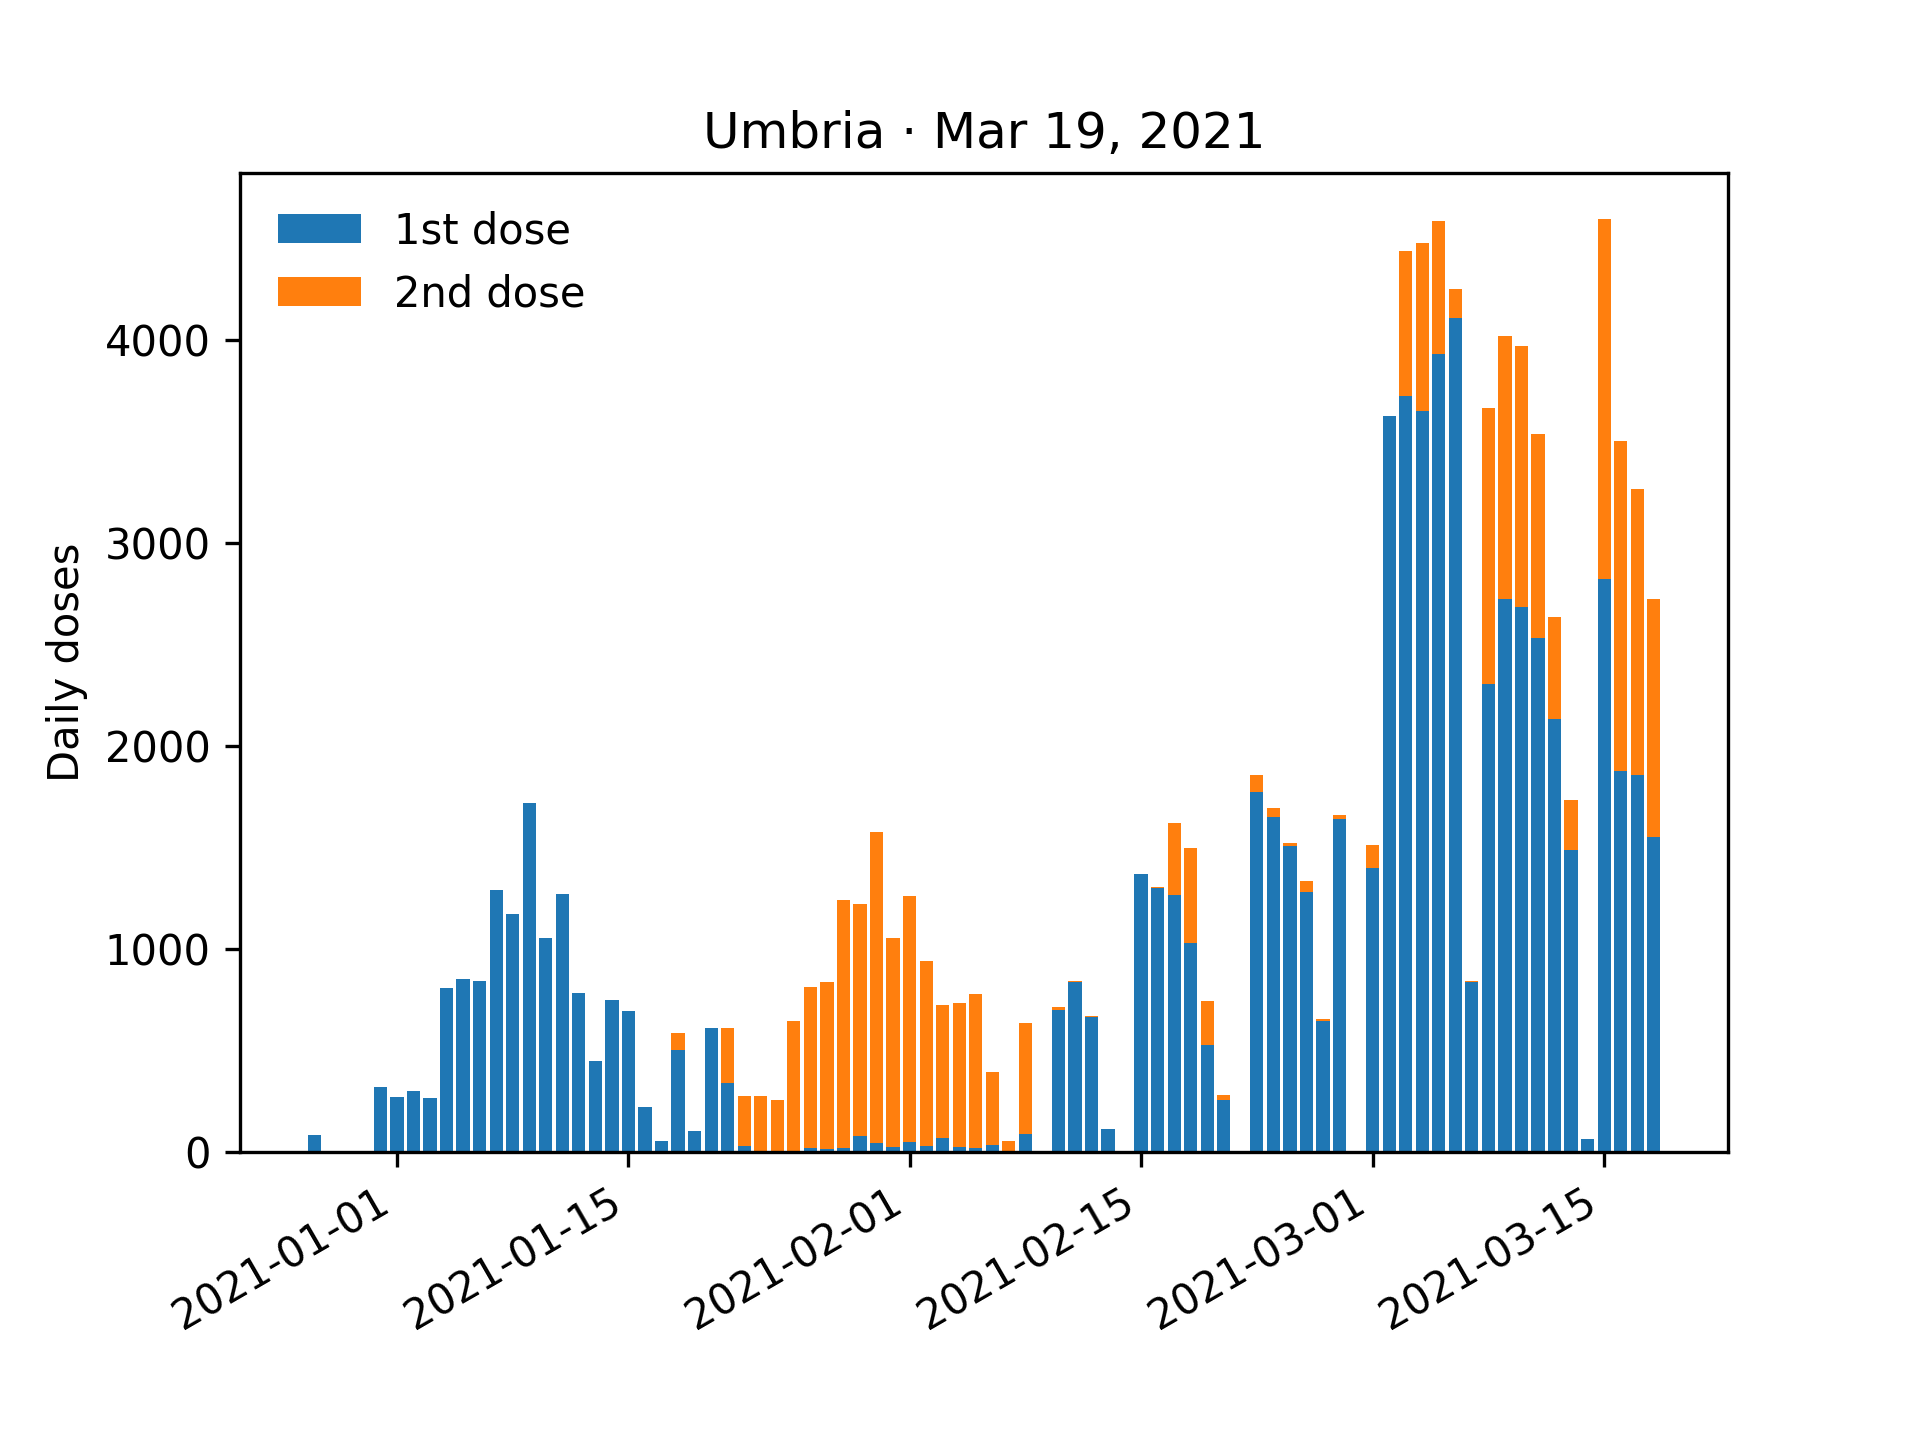 Umbria · Mar 19, 2021
1st dose
2nd dose
Daily doses
4000
3000
2000
1000
0
2021-01-01
2021-01-15
2021-02-01
2021-02-15
2021-03-01
2021-03-15